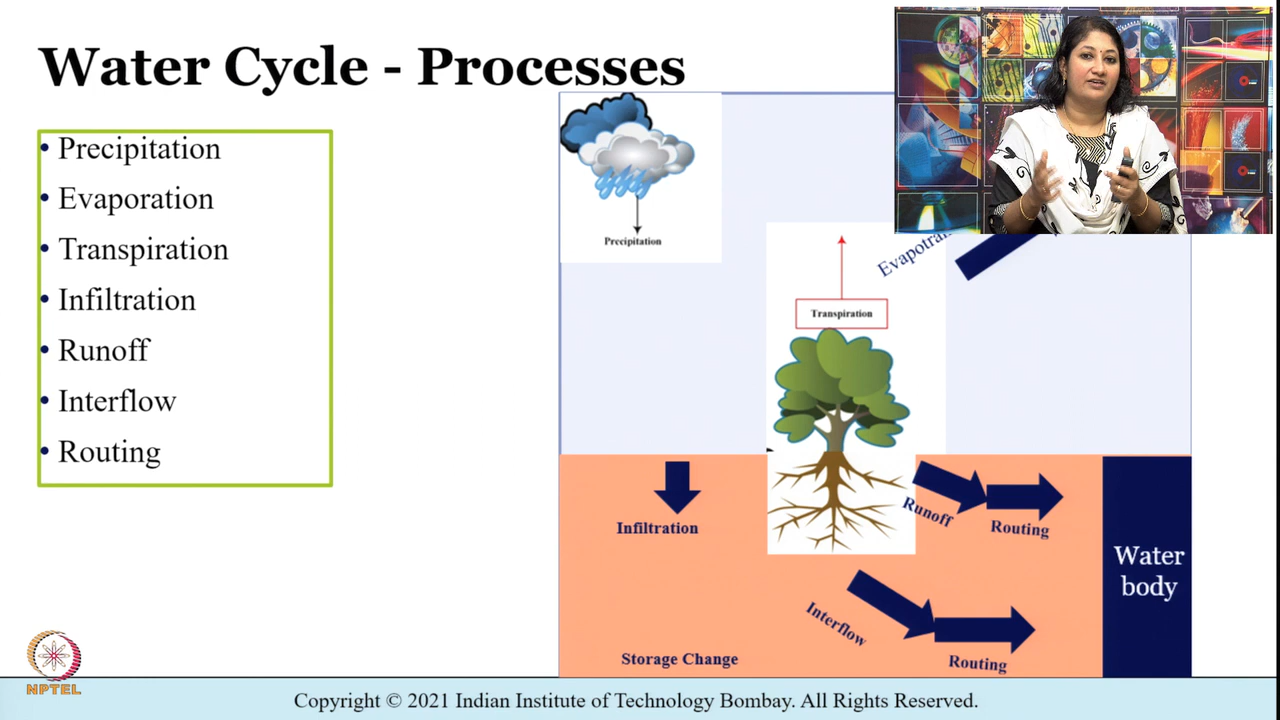 Water Cycle - Processes
• Precipitation
• Evaporation
• Transpiration
• Infiltration
• Runoff
• Interflow
• Routing
Precipitation
Transpiration
Infiltration
Runoff
Routing
Interflow
Routing
Storage Change
Water
body
NPTEL
Copyright © 2021 Indian Institute of Technology Bombay. All Rights Reserved.